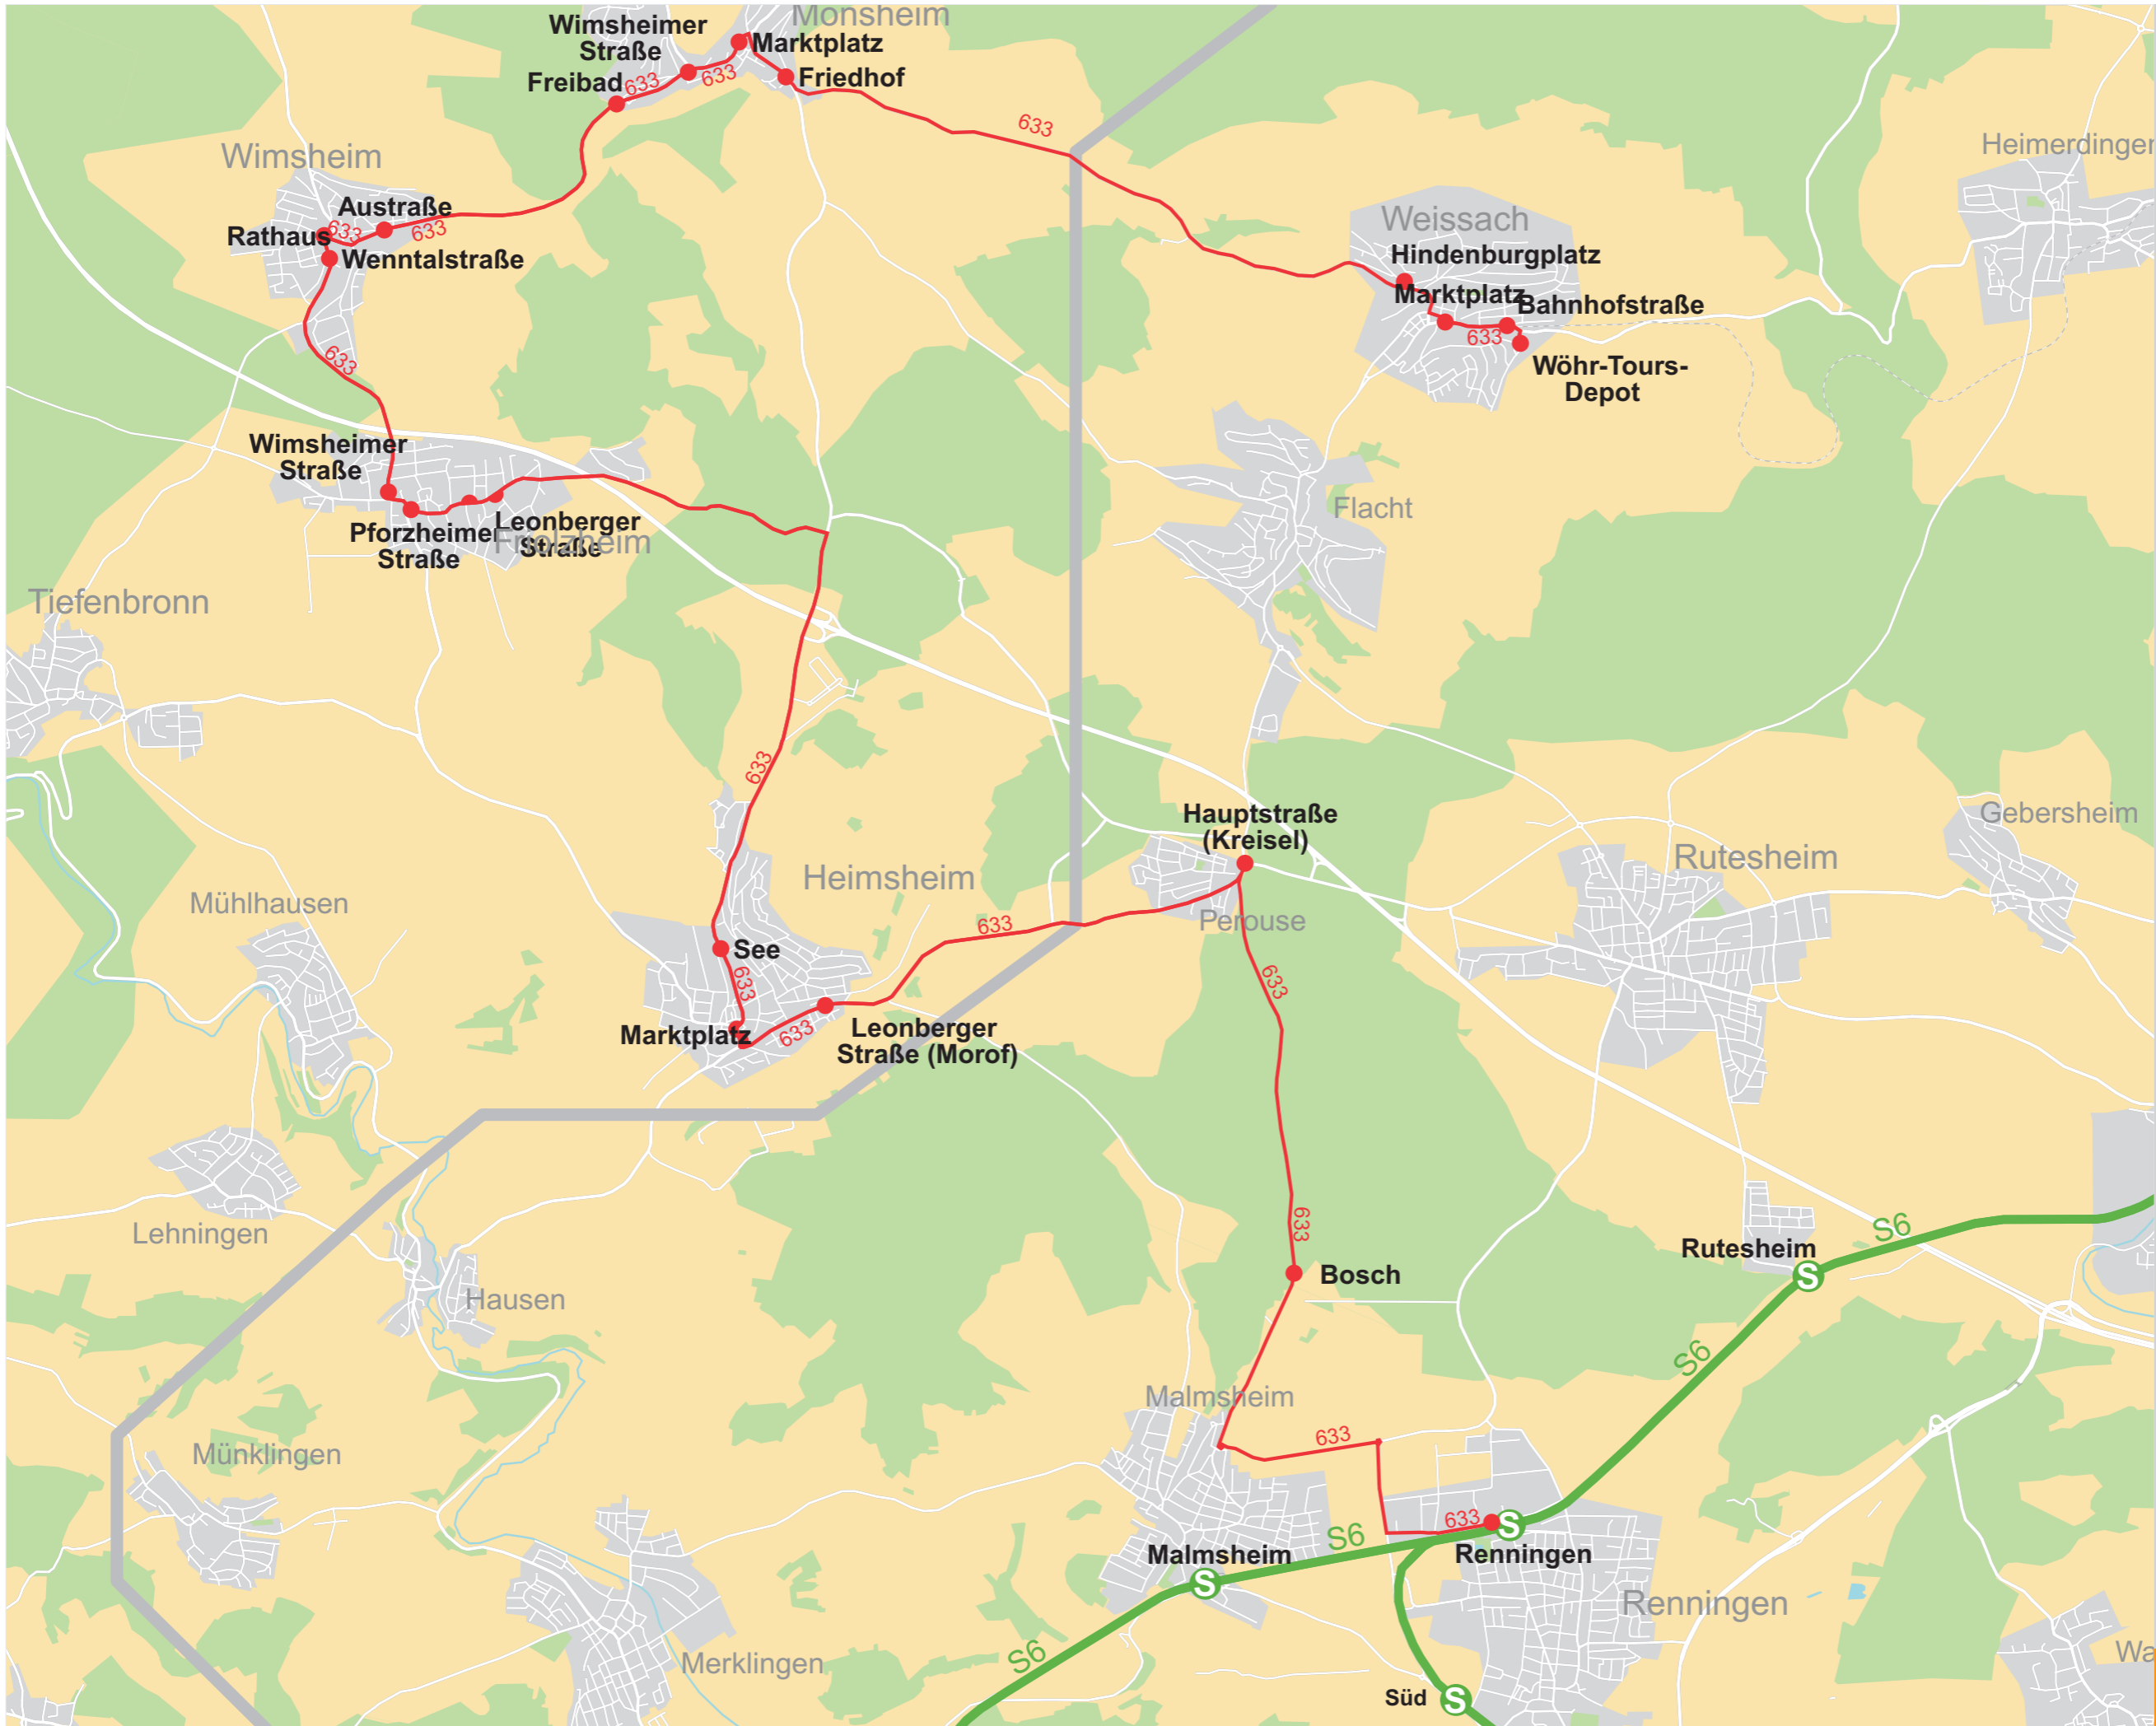 Monsheim
Wimsheimer
Straße
Marktplatz
Freibad
633
633
Friedhof
633
Heimerdingen
Wimsheim
Austraße
Rathaus
633
633
Wenntalstraße
633
Weissach
Hindenburgplatz
Marktplatz
Bahnhofstraße
633
Wöhr-Tours-
Depot
Wimsheimer
Straße
Pforzheimer
Straße
Leonberger
Straße
Friolzheim
Flacht
Tiefenbronn
633
Hauptstraße
(Kreisel)
Gebersheim
Rutesheim
Heimsheim
Mühlhausen
633
Perouse
See
633
633
Marktplatz
633
Leonberger
Straße (Morof)
Lehningen
633
Rutesheim
S6
S
Bosch
Hausen
S6
Malmsheim
633
Münklingen
633
S
S6
Renningen
Malmsheim
S
Renningen
S6
Merklingen
Wa
Süd
S